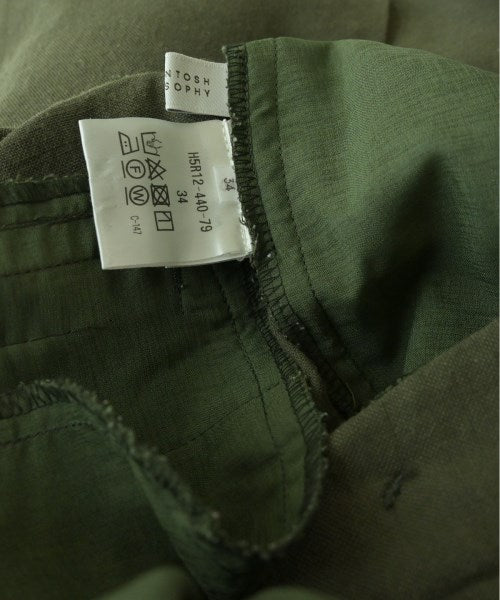 NTOSH
SOPHY
34
H5R12-440-79
34
F
W
C-147